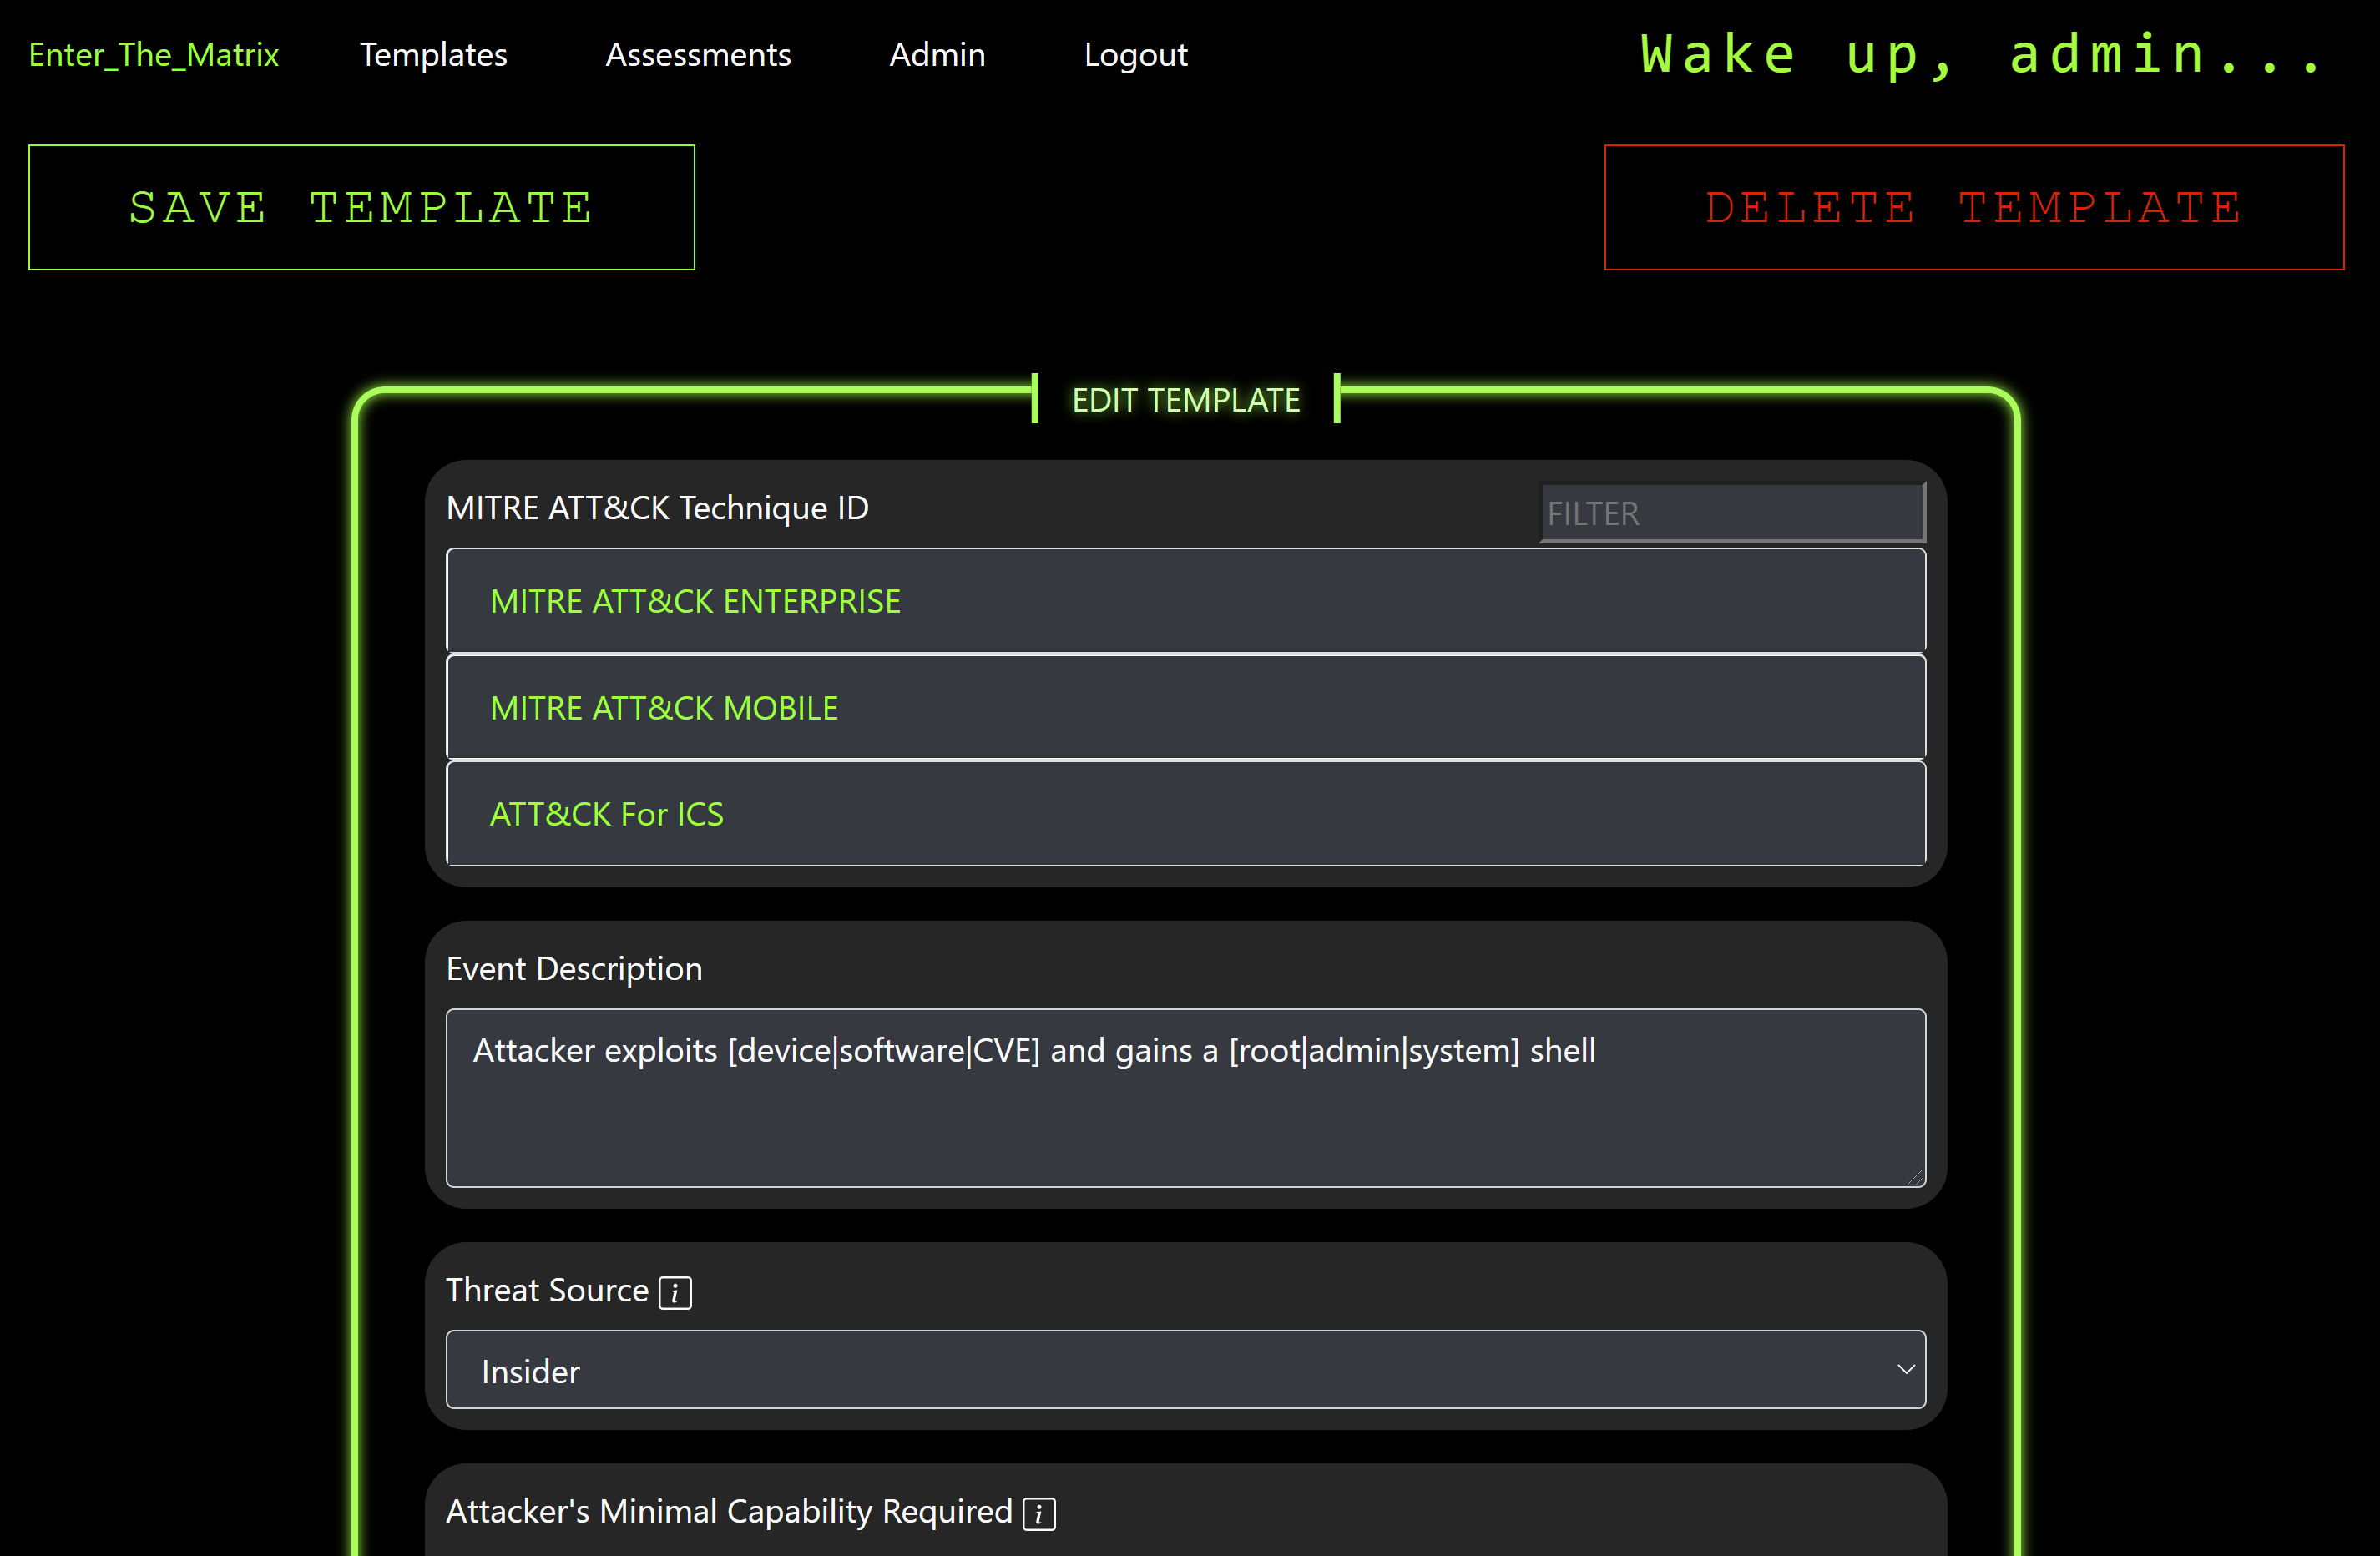 Enter_The_Matrix Templates Assessments Admin Logout Wake up, admin...
SAVE TEMPLATE DELETE TEMPLATE
EDIT TEMPLATE
MITRE ATT&CK Technique ID FILTER
MITRE ATT&CK ENTERPRISE
MITRE ATT&CK MOBILE
ATT&CK For ICS
Event Description
Attacker exploits [device|software|CVE] and gains a [root|admin|system] shell
Threat Source i
Insider
Attacker's Minimal Capability Required i